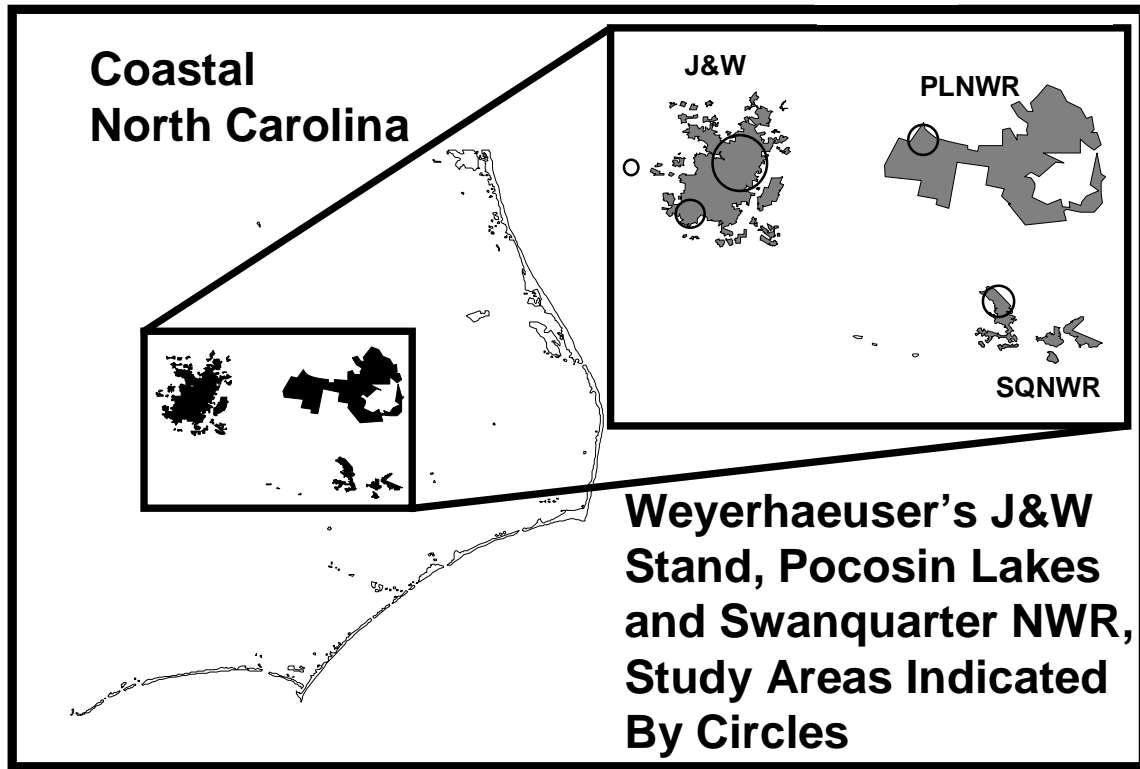 Coastal
North Carolina
J&W
PLNWR
SQNWR
Weyerhaeuser’s J&W
Stand, Pocosin Lakes
and Swanquarter NWR,
Study Areas Indicated
By Circles